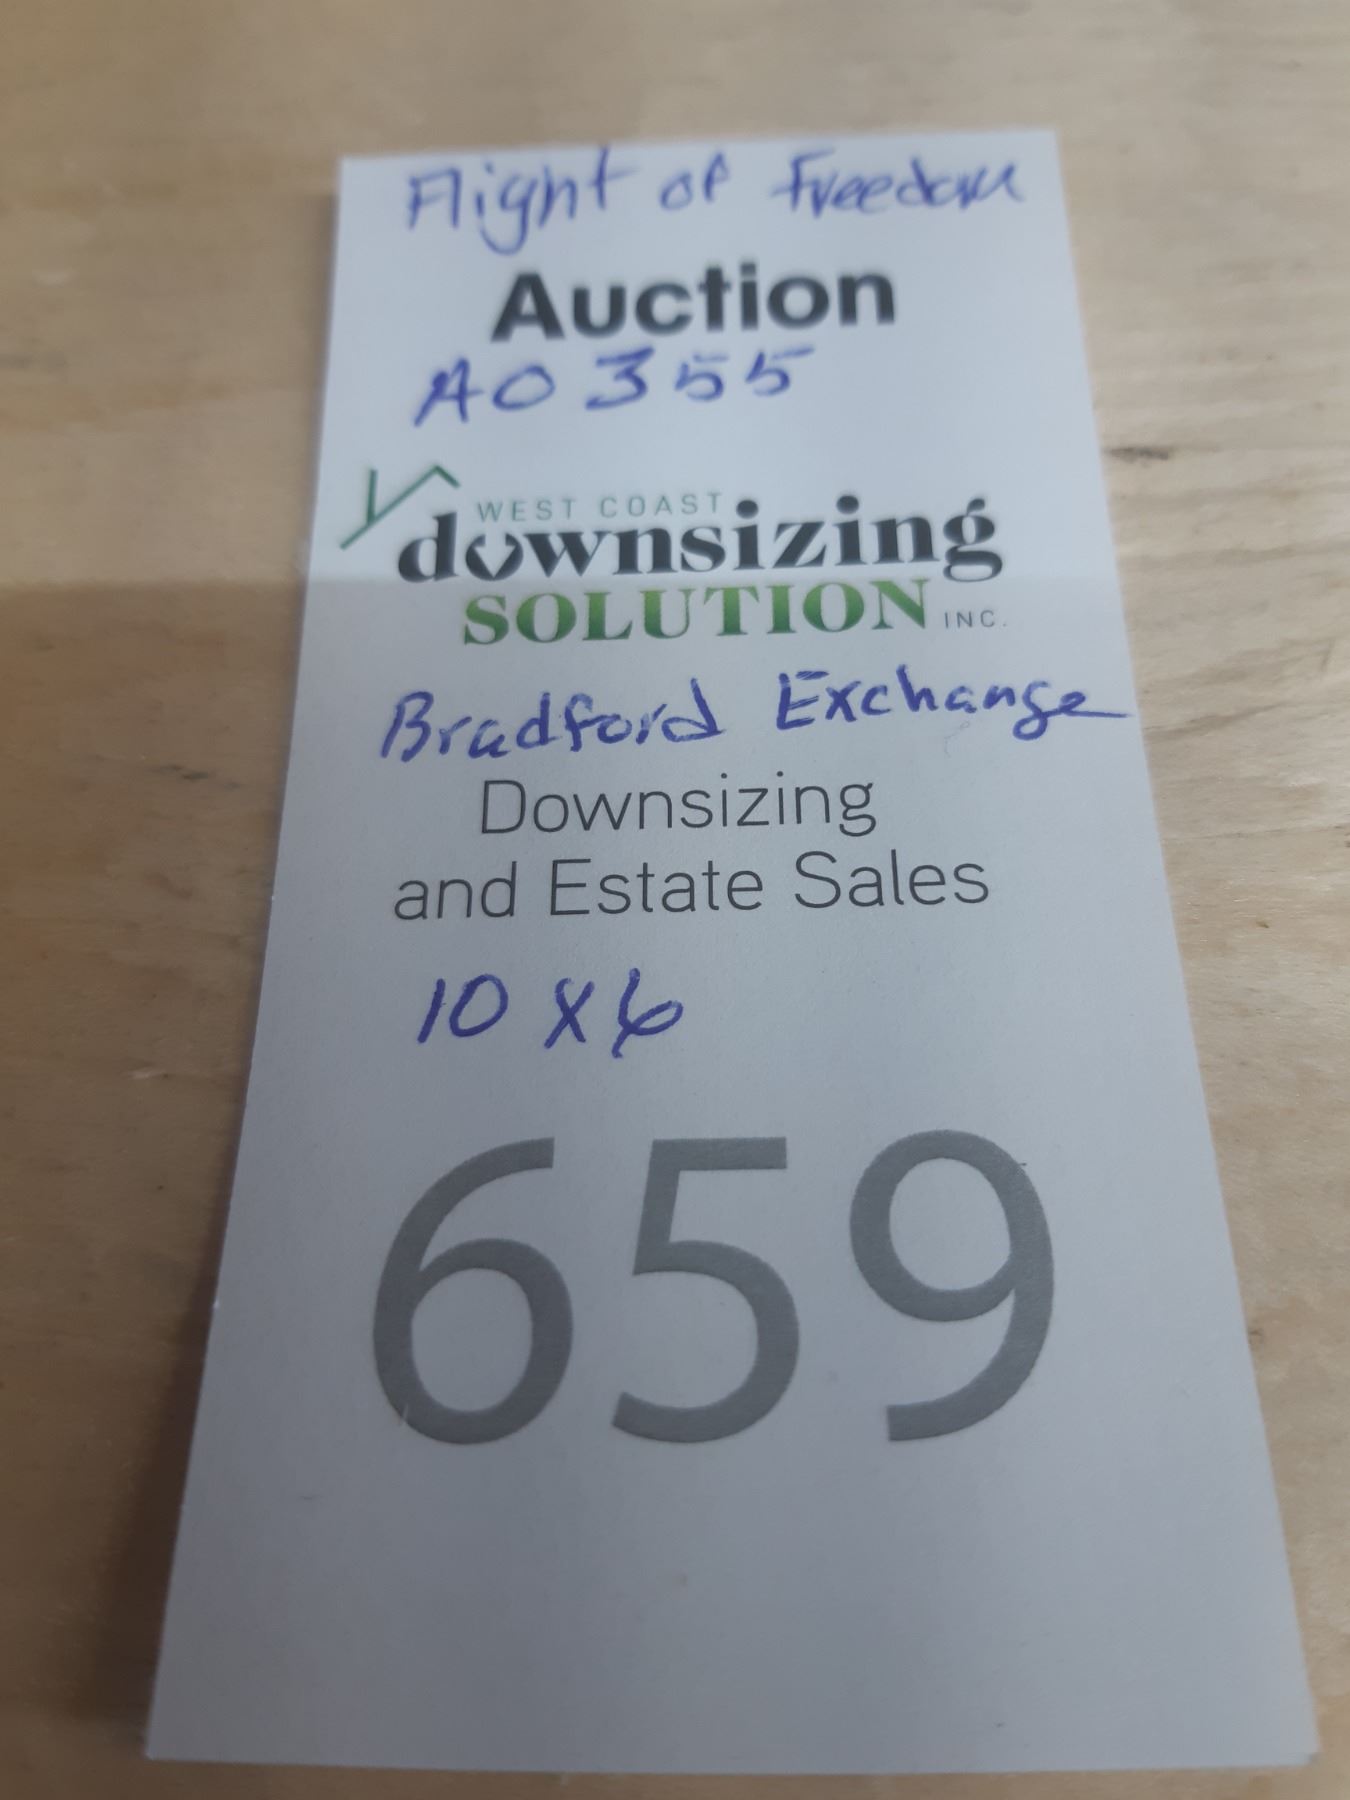 Flight of Freedom
Auction
A0355
WEST COAST
downsizing
SOLUTION INC.
Bradford Exchange
Downsizing
and Estate Sales
10 x 6
659